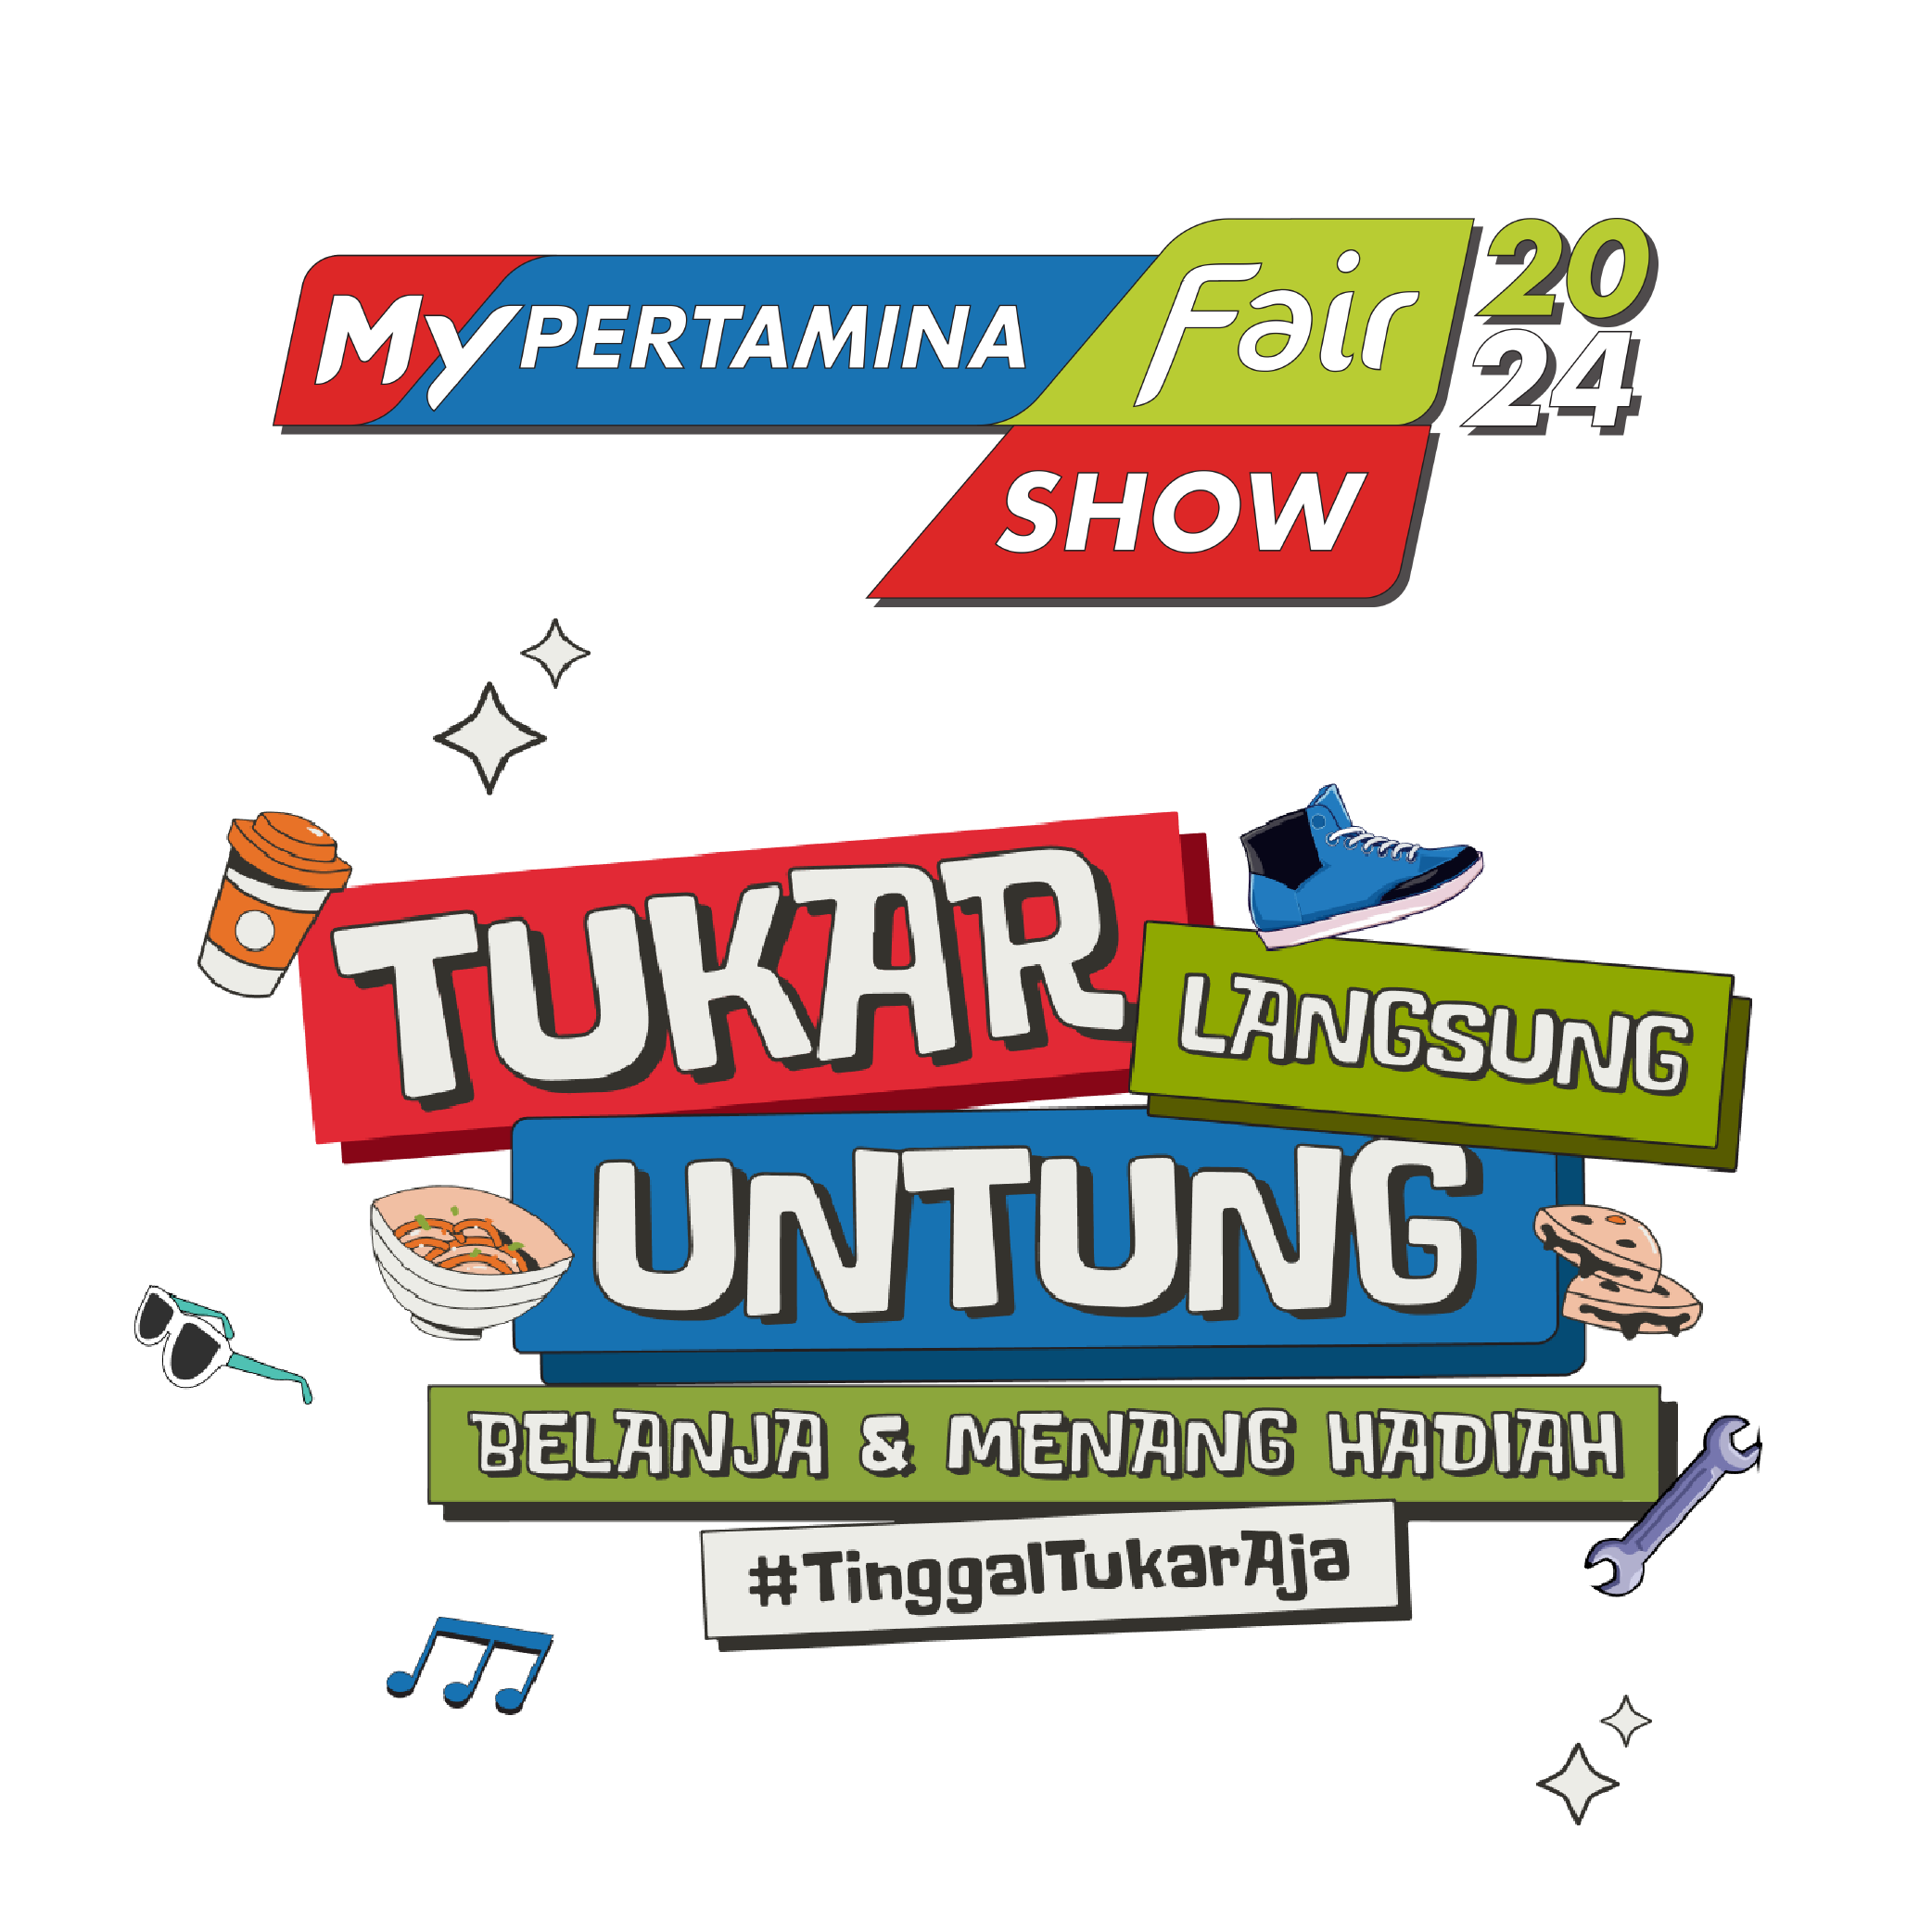 MyPERTAMINA Fair 2024
SHOW
TUKAR
LANGSUNG
UNTUNG
BELANJA & MENANG HADIAH
#TinggalTukarAja